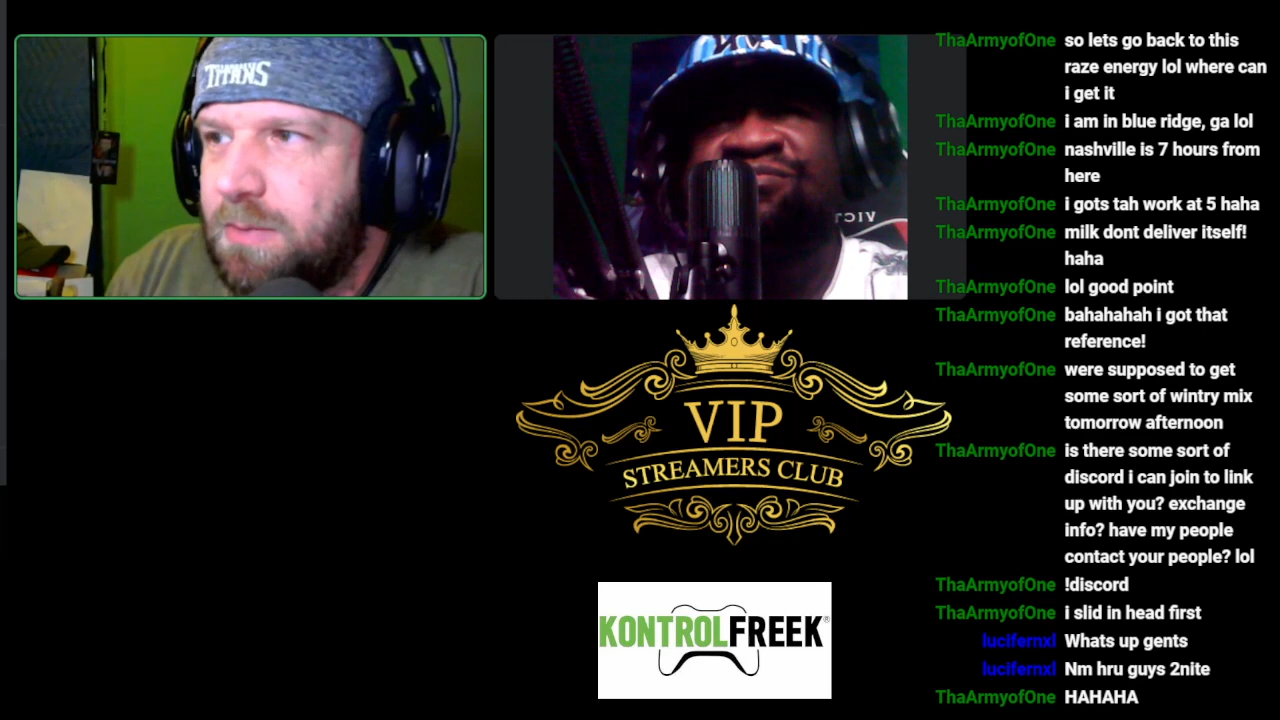 TITANS
VICT
VIP
STREAMERS CLUB
KONTROLFREEK®
ThaArmyofOne so lets go back to this
raze energy lol where can
i get it
ThaArmyofOne i am in blue ridge, ga lol
ThaArmyofOne nashville is 7 hours from
here
ThaArmyofOne i gots tah work at 5 haha
ThaArmyofOne milk dont deliver itself!
haha
ThaArmyofOne lol good point
ThaArmyofOne bahahahah i got that
reference!
ThaArmyofOne were supposed to get
some sort of wintry mix
tomorrow afternoon
ThaArmyofOne is there some sort of
discord i can join to link
up with you? exchange
info? have my people
contact your people? lol
ThaArmyofOne !discord
ThaArmyofOne i slid in head first
lucifernxl Whats up gents
lucifernxl Nm hru guys 2nite
ThaArmyofOne HAHAHA